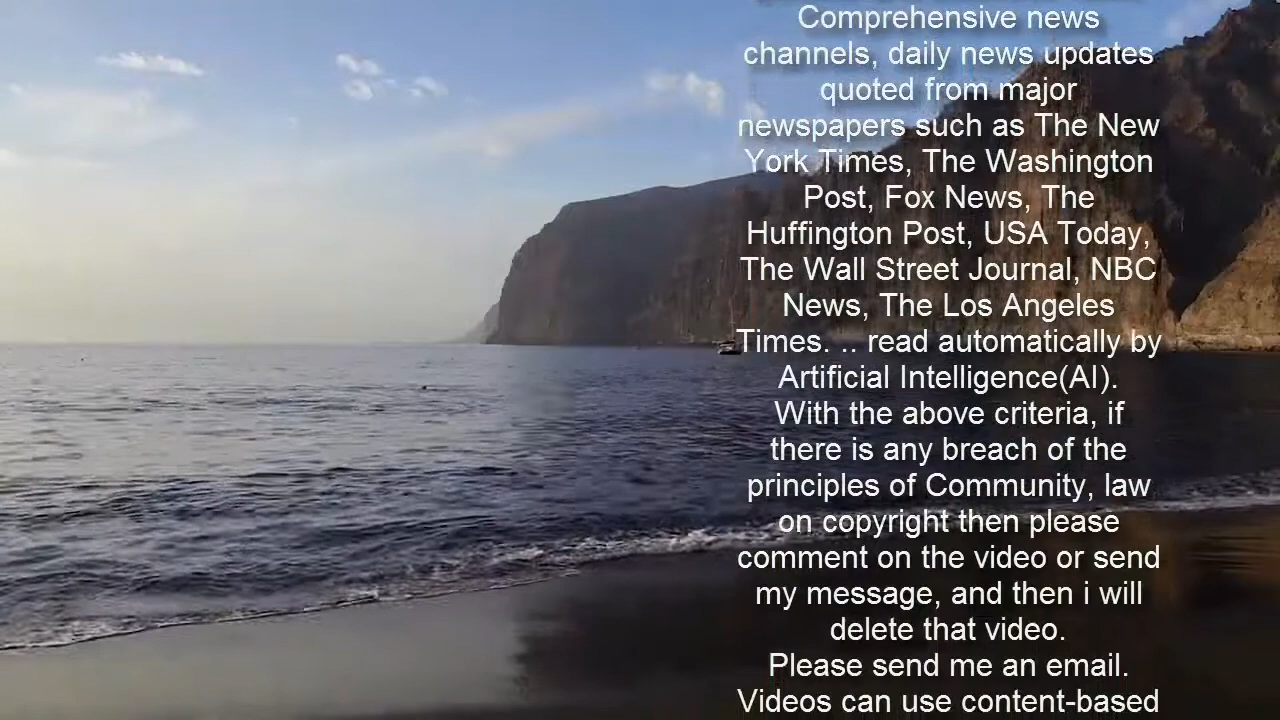 Comprehensive news
channels, daily news updates
quoted from major
newspapers such as The New
York Times, The Washington
Post, Fox News, The
Huffington Post, USA Today,
The Wall Street Journal, NBC
News, The Los Angeles
Times. .. read automatically by
Artificial Intelligence(AI).
With the above criteria, if
there is any breach of the
principles of Community, law
on copyright then please
comment on the video or send
my message, and then i will
delete that video.
Please send me an email.
Videos can use content-based